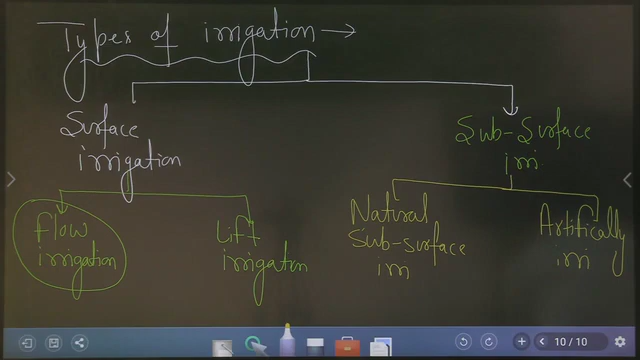 Types of irrigation →
Surface
irrigation
Sub-Surface
irri
flow
irrigation
Lift
irrigation
Natural
Sub-surface
irri
Artifically
irri
10 / 10